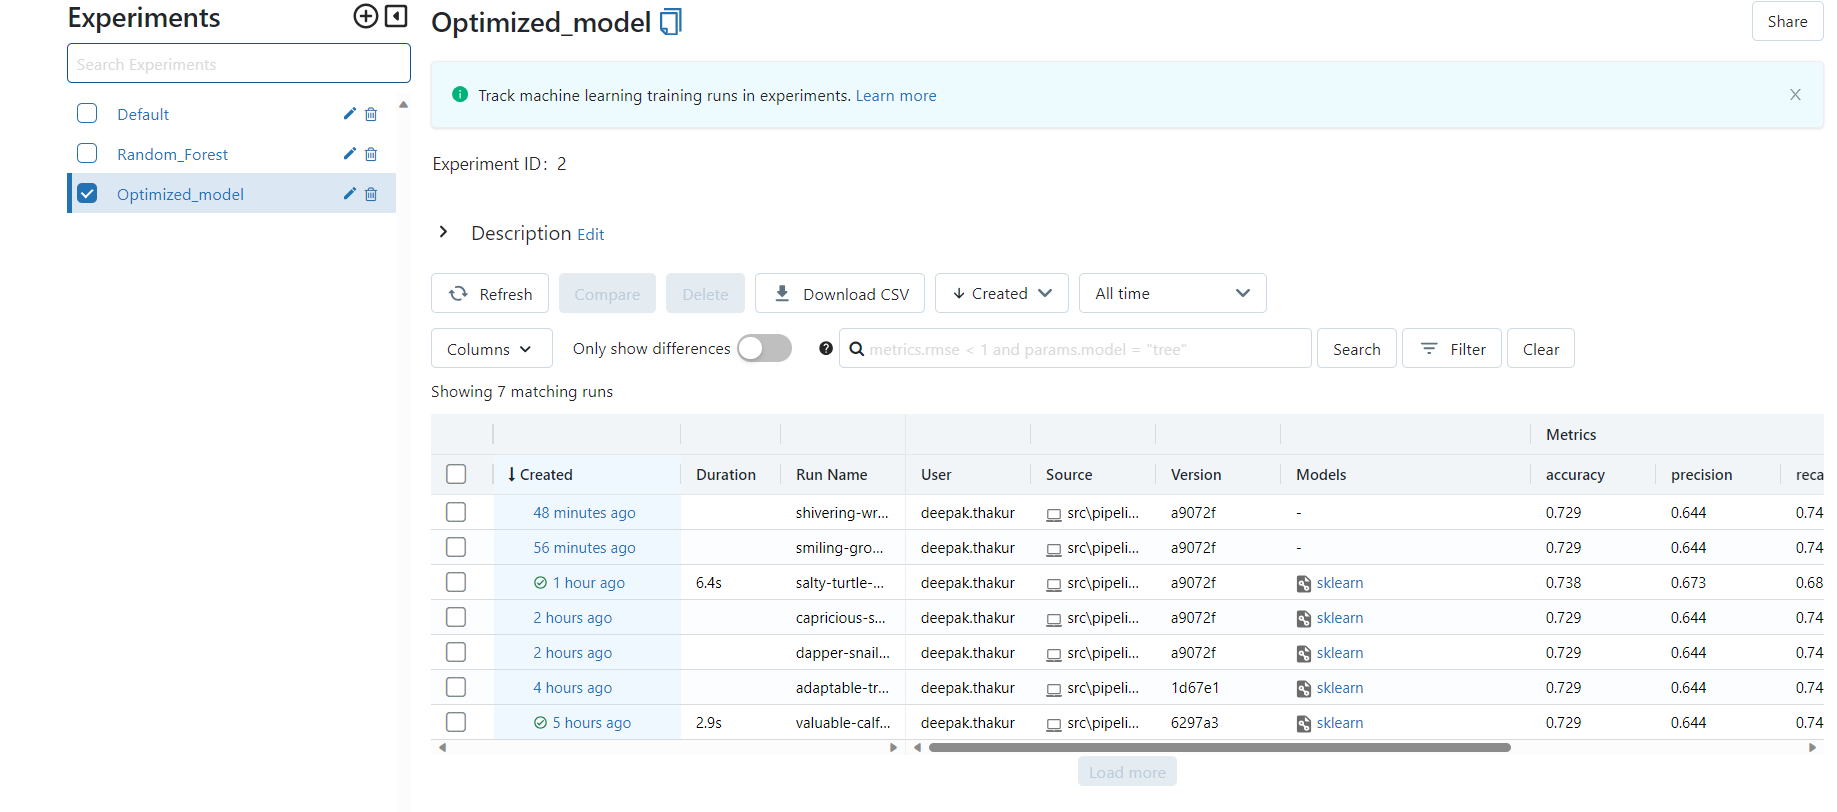 Experiments
Search Experiments
Default
Random_Forest
Optimized_model
Optimized_model
Share
Track machine learning training runs in experiments. Learn more
Experiment ID: 2
Description Edit
Refresh Compare Delete Download CSV Created All time
Columns Only show differences metrics.rmse < 1 and params.model = "tree" Search Filter Clear
Showing 7 matching runs
Metrics
Created Duration Run Name User Source Version Models accuracy precision reca
48 minutes ago shivering-wr... deepak.thakur src\pipeli... a9072f - 0.729 0.644 0.74
56 minutes ago smiling-gro... deepak.thakur src\pipeli... a9072f - 0.729 0.644 0.74
1 hour ago 6.4s salty-turtle-... deepak.thakur src\pipeli... a9072f sklearn 0.738 0.673 0.68
2 hours ago capricious-s... deepak.thakur src\pipeli... a9072f sklearn 0.729 0.644 0.74
2 hours ago dapper-snail... deepak.thakur src\pipeli... a9072f sklearn 0.729 0.644 0.74
4 hours ago adaptable-tr... deepak.thakur src\pipeli... 1d67e1 sklearn 0.729 0.644 0.74
5 hours ago 2.9s valuable-calf... deepak.thakur src\pipeli... 6297a3 sklearn 0.729 0.644 0.74
Load more